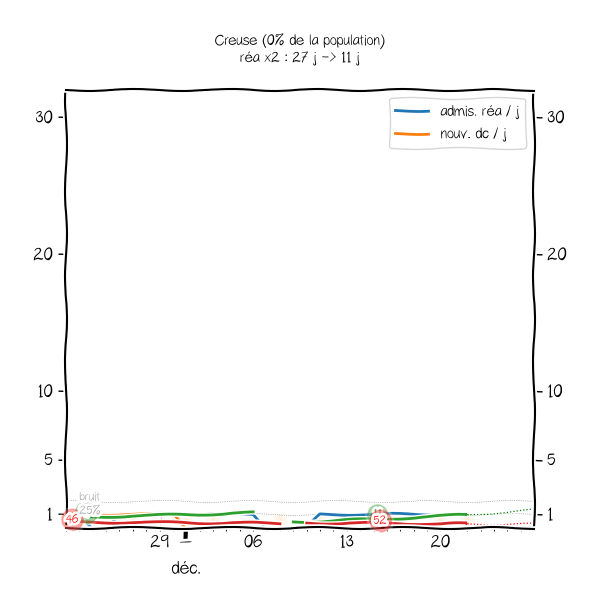 Creuse (0% de la population)
réa x2 : 27 j -> 11 j
admis. réa / j
nouv. dc / j
30
30
20
20
10
10
5
5
bruit
25%
1
1
46
52
29
06
13
20
déc.